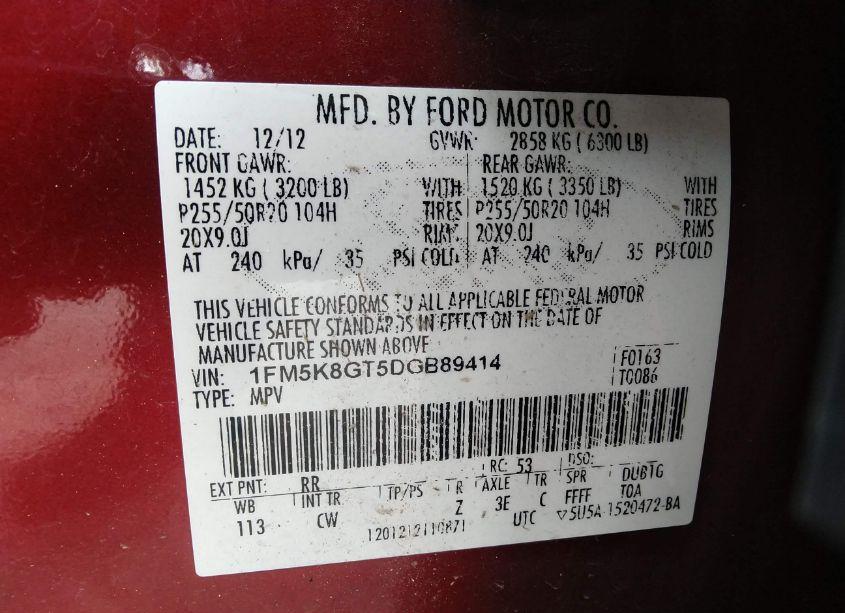 MFD. BY FORD MOTOR CO.
DATE: 12/12 GVWR: 2858 KG ( 6300 LB)
FRONT GAWR: REAR GAWR:
1452 KG ( 3200 LB) WITH 1520 KG ( 3350 LB) WITH
P255/50R20 104H TIRES P255/50R20 104H TIRES
20X9.0J RIMS 20X9.0J RIMS
AT 240 kPa/ 35 PSI COLD AT 240 kPa/ 35 PSI COLD
THIS VEHICLE CONFORMS TO ALL APPLICABLE FEDERAL MOTOR
VEHICLE SAFETY STANDARDS IN EFFECT ON THE DATE OF
MANUFACTURE SHOWN ABOVE
VIN: 1FM5K8GT5DGB89414 F0163
TYPE: MPV T0086
EXT PNT: RR RC: 53 DSO:
WB INT TR TP/PS R AXLE TR SPR DUBTG
113 CW Z 3E C FFFF TOA
1201212110871 UTC ▽5U5A-1520472-BA